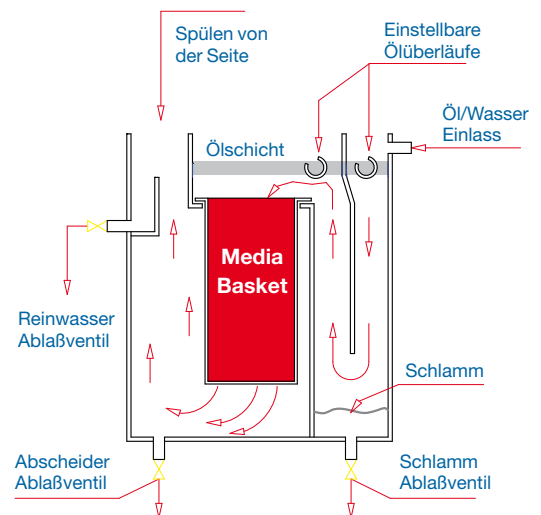 Spülen von
der Seite
Einstellbare
Ölüberläufe
Öl/Wasser
Einlass
Ölschicht
Media
Basket
Reinwasser
Ablaßventil
Schlamm
Abscheider
Ablaßventil
Schlamm
Ablaßventil